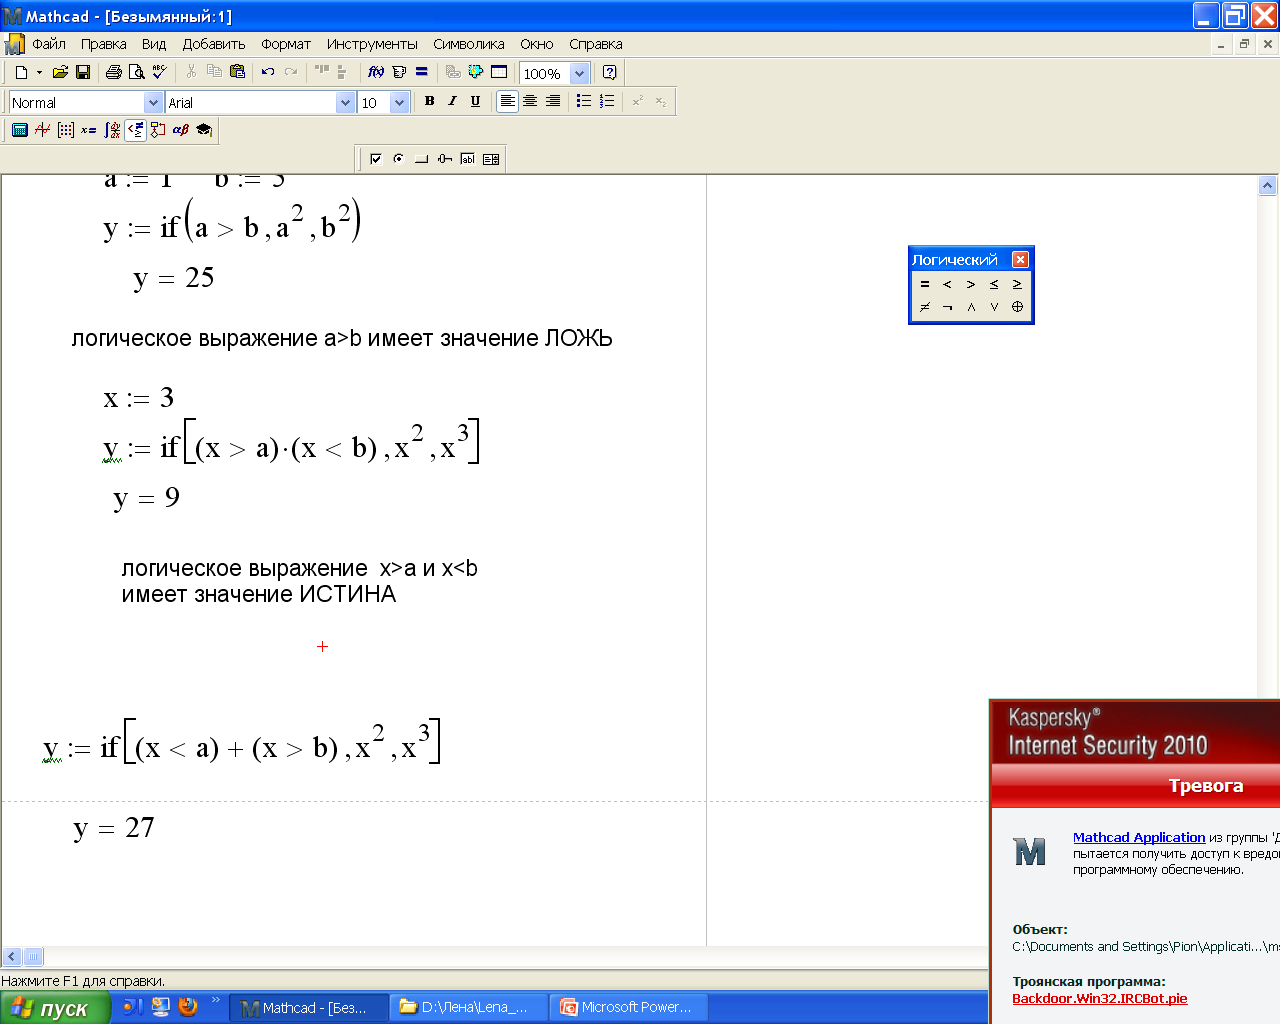 Mathcad - [Безымянный:1]
Файл Правка Вид Добавить Формат Инструменты Символика Окно Справка
100%
Normal Arial 10 B I U
a := 1 b := 5
y := if(a > b , a² , b²)
y = 25
логическое выражение a>b имеет значение ЛОЖЬ
x := 3
y := if[(x > a)·(x < b) , x² , x³]
y = 9
логическое выражение x>a и x<b
имеет значение ИСТИНА
y := if[(x < a) + (x > b) , x² , x³]
y = 27
Логический
= < > ≤ ≥
≠ ¬ ∧ ∨ ⊕
Kaspersky®
Internet Security 2010
Тревога
Mathcad Application из группы 'Д
пытается получить доступ к вредо
программному обеспечению.
Объект:
C:\Documents and Settings\Pion\Applicati...\m
Троянская программа:
Backdoor.Win32.IRCBot.pie
Нажмите F1 для справки.
пуск
Mathcad - [Без...
D:\Лена\Lena_...
Microsoft Power...